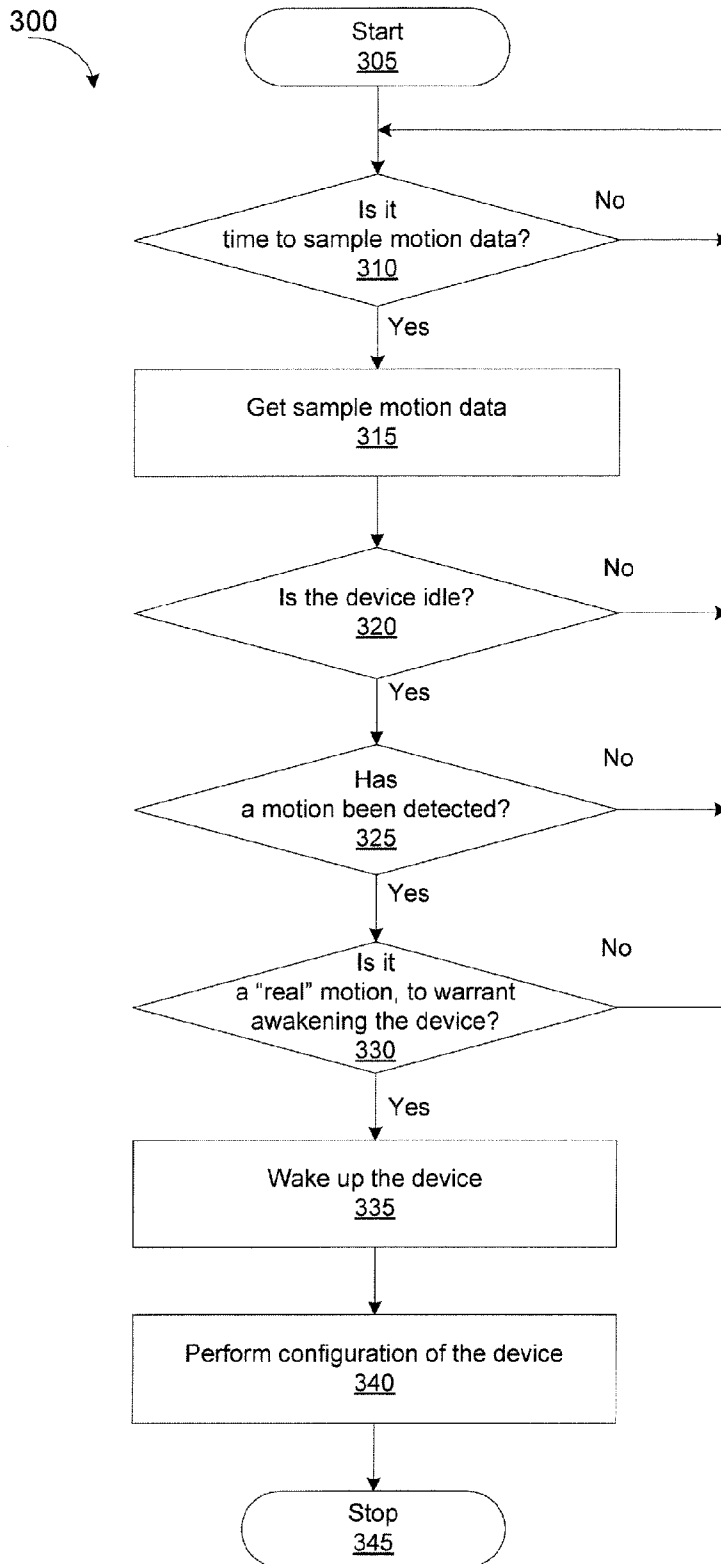 300
Start
305
Is it
time to sample motion data?
310
No
Yes
Get sample motion data
315
Is the device idle?
320
No
Yes
Has
a motion been detected?
325
No
Yes
Is it
a “real” motion, to warrant
awakening the device?
330
No
Yes
Wake up the device
335
Perform configuration of the device
340
Stop
345